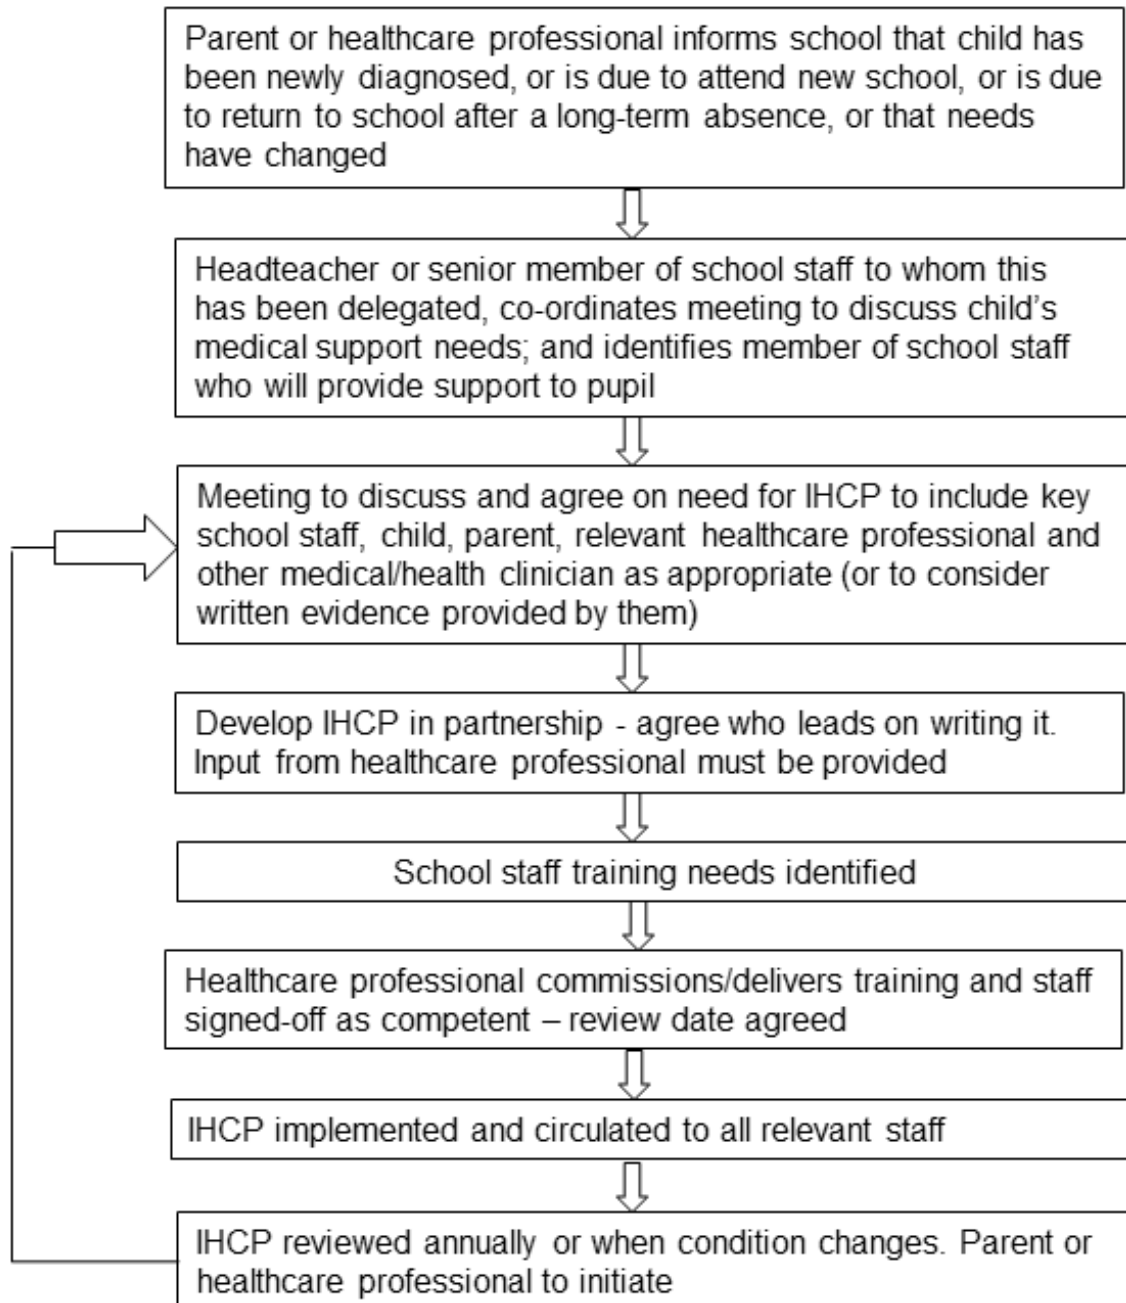 Parent or healthcare professional informs school that child has
been newly diagnosed, or is due to attend new school, or is due
to return to school after a long-term absence, or that needs
have changed
Headteacher or senior member of school staff to whom this
has been delegated, co-ordinates meeting to discuss child’s
medical support needs; and identifies member of school staff
who will provide support to pupil
Meeting to discuss and agree on need for IHCP to include key
school staff, child, parent, relevant healthcare professional and
other medical/health clinician as appropriate (or to consider
written evidence provided by them)
Develop IHCP in partnership - agree who leads on writing it.
Input from healthcare professional must be provided
School staff training needs identified
Healthcare professional commissions/delivers training and staff
signed-off as competent – review date agreed
IHCP implemented and circulated to all relevant staff
IHCP reviewed annually or when condition changes. Parent or
healthcare professional to initiate